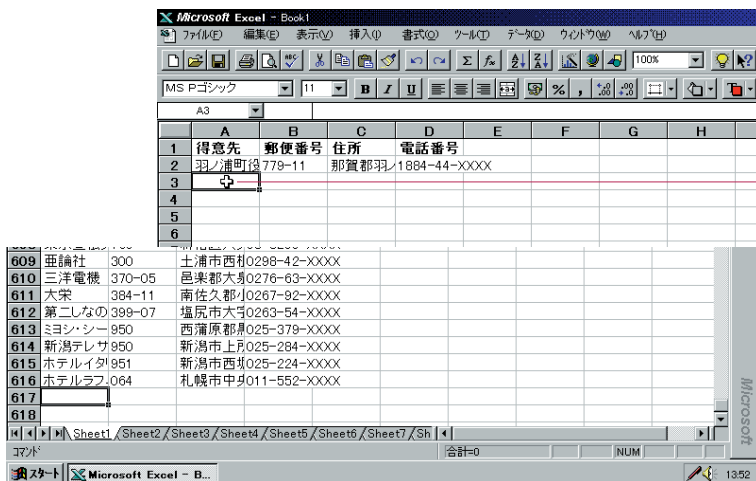 Microsoft Excel - Book1
ファイル(F) 編集(E) 表示(V) 挿入(I) 書式(O) ツール(T) データ(D) ウィンドウ(W) ヘルプ(H)
100%
MS Pゴシック 11 B I U % ,
A3
A B C D E F G H
1 得意先 郵便番号 住所 電話番号
2 羽ノ浦町役 779-11 那賀郡羽ノ 1884-44-XXXX
3
4
5
6
609 亜論社 300 土浦市西根 0298-42-XXXX
610 三洋電機 370-05 邑楽郡大泉 0276-63-XXXX
611 大栄 384-11 南佐久郡小 0267-92-XXXX
612 第二しなの 399-07 塩尻市大字 0263-54-XXXX
613 ミヨシ・シー 950 西蒲原郡黒 025-379-XXXX
614 新潟テレサ 950 新潟市上所 025-284-XXXX
615 ホテルイタ 951 新潟市西堀 025-224-XXXX
616 ホテルラフ 064 札幌市中央 011-552-XXXX
617
618
Sheet1 Sheet2 Sheet3 Sheet4 Sheet5 Sheet6 Sheet7 Sh
コマンド 合計=0 NUM
スタート Microsoft Excel - B... 13:52
Microsoft